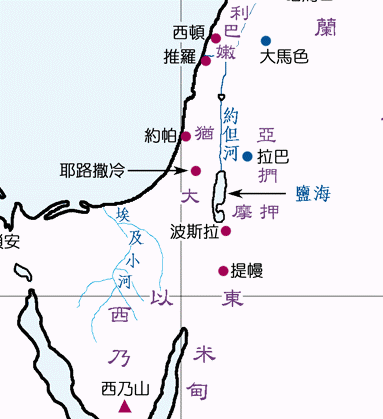 利巴嫩
蘭
西頓
推羅
大馬色
約但河
約帕
猶大
亞捫
拉巴
耶路撒冷
鹽海
摩押
埃及小河
波斯拉
提幔
以東
西乃
米甸
西乃山
安